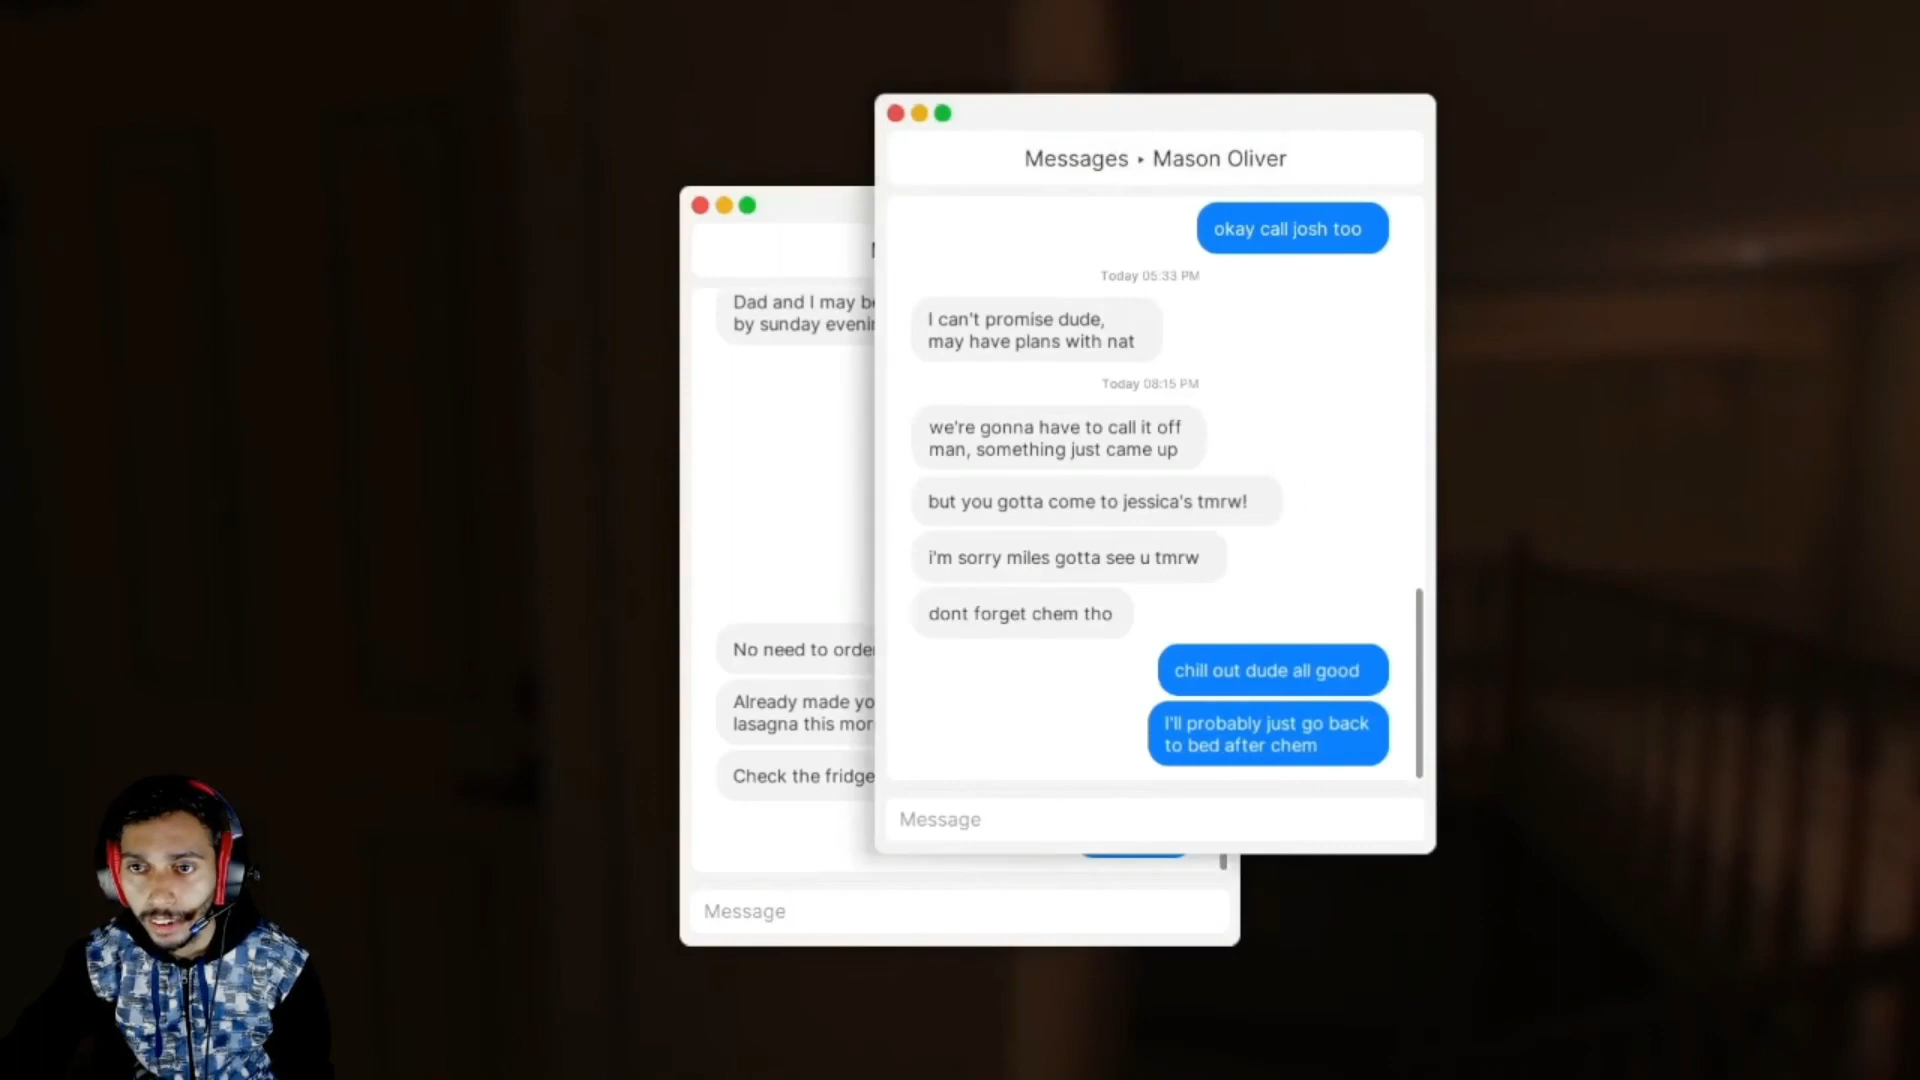 Messages ‣ Mason Oliver
okay call josh too
Today 05:33 PM
I can't promise dude,
may have plans with nat
Today 08:15 PM
we're gonna have to call it off
man, something just came up
but you gotta come to jessica's tmrw!
i'm sorry miles gotta see u tmrw
dont forget chem tho
chill out dude all good
I'll probably just go back
to bed after chem
Message
Dad and I may
by sunday
No need to
Already made
lasagna this
Check the fridge
Message